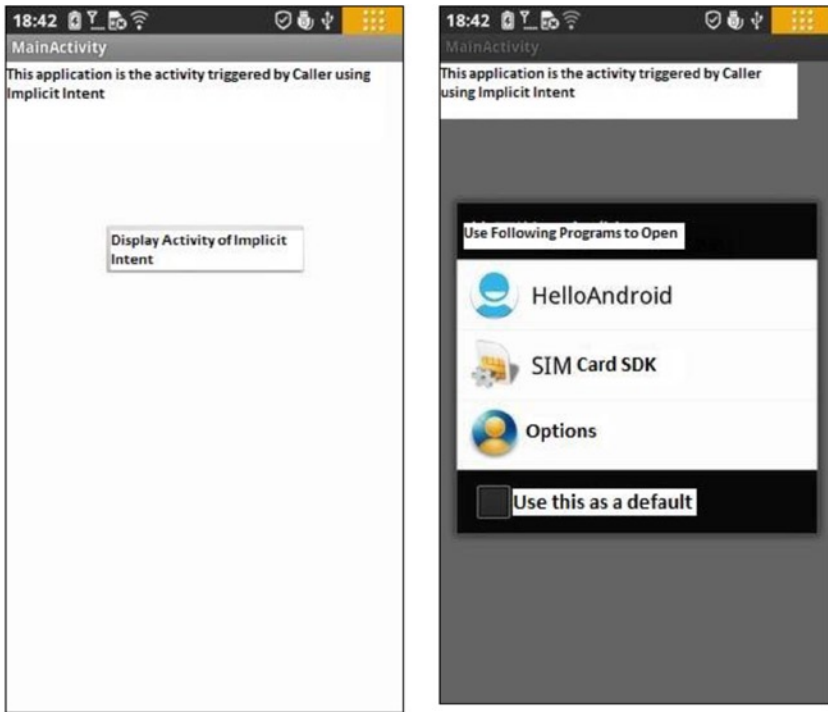 18:42
MainActivity
This application is the activity triggered by Caller using
Implicit Intent
Display Activity of Implicit
Intent
18:42
MainActivity
This application is the activity triggered by Caller
using Implicit Intent
Use Following Programs to Open
HelloAndroid
SIM Card SDK
Options
Use this as a default